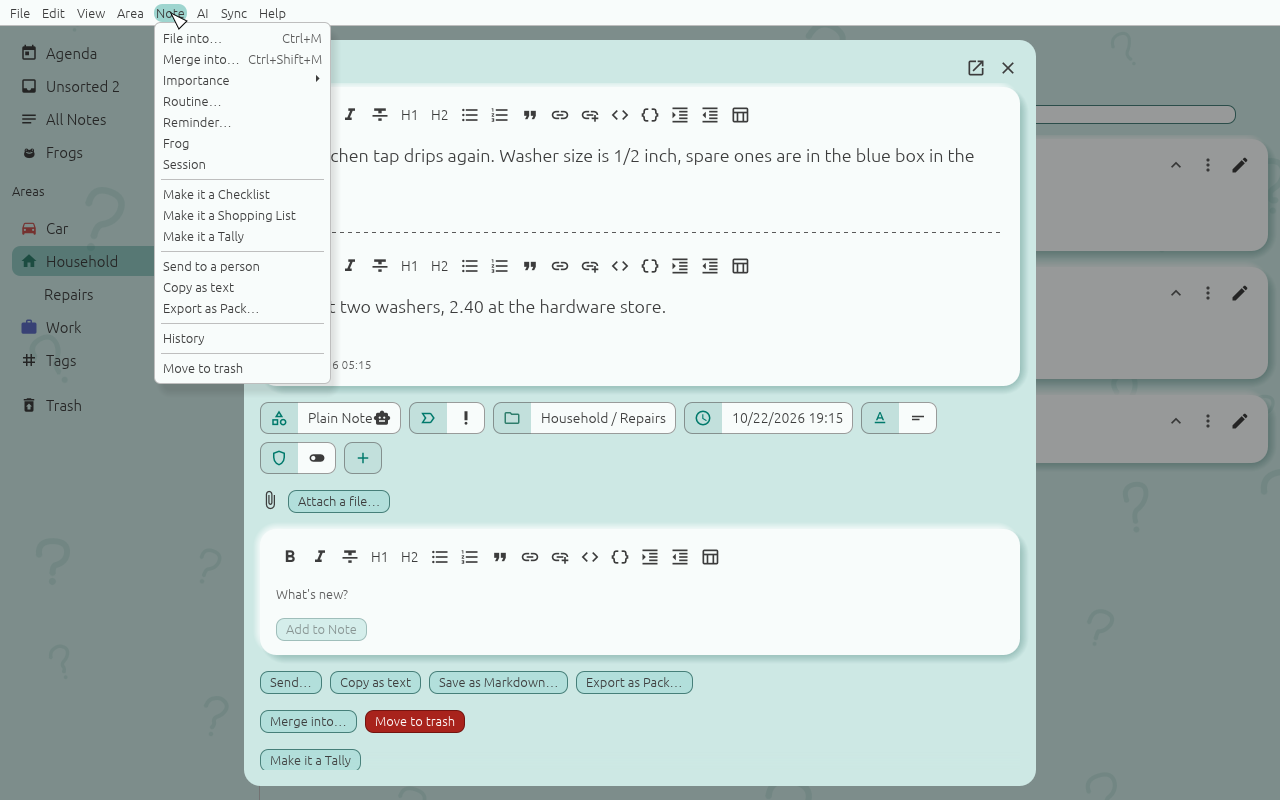 File Edit View Area Note AI Sync Help
File into… Ctrl+M
Merge into… Ctrl+Shift+M
Importance
Routine…
Reminder…
Frog
Session
Make it a Checklist
Make it a Shopping List
Make it a Tally
Send to a person
Copy as text
Export as Pack…
History
Move to trash
Agenda
Unsorted 2
All Notes
Frogs
Areas
Car
Household
Repairs
Work
Tags
Trash
H1 H2
tap drips again. Washer size is 1/2 inch, spare ones are in the blue box in the
H1 H2
two washers, 2.40 at the hardware store.
05:15
Plain Note
Household / Repairs
10/22/2026 19:15
Attach a file…
B I H1 H2
What's new?
Add to Note
Send… Copy as text Save as Markdown… Export as Pack…
Merge into… Move to trash
Make it a Tally